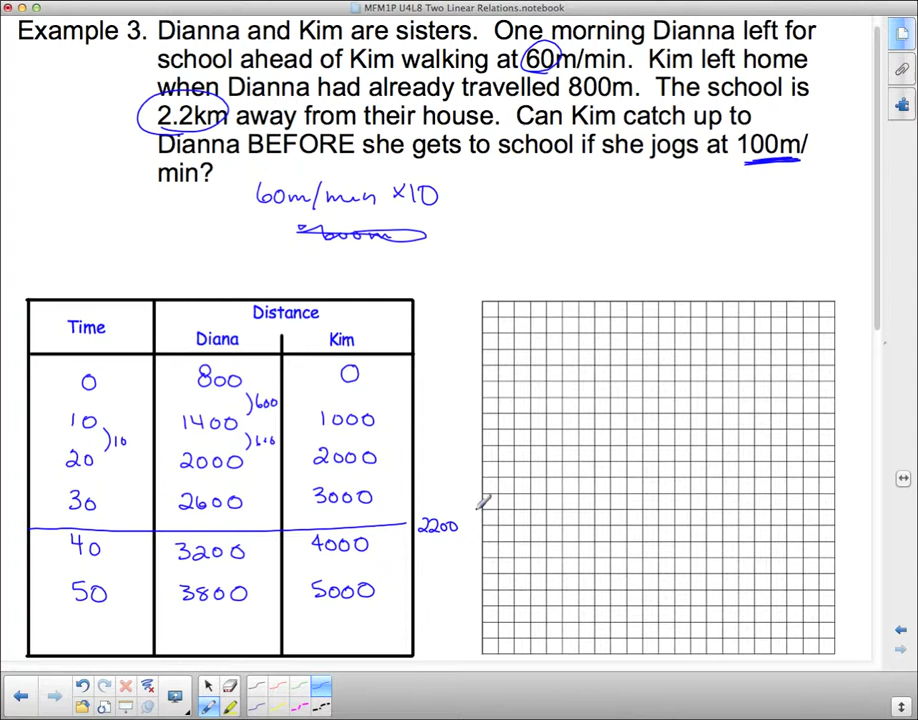 MFM1P U4L8 Two Linear Relations.notebook
Example 3. Dianna and Kim are sisters. One morning Dianna left for
school ahead of Kim walking at 60m/min. Kim left home
when Dianna had already travelled 800m. The school is
2.2km away from their house. Can Kim catch up to
Dianna BEFORE she gets to school if she jogs at 100m/
min?
60m/min ×10
Distance
Time Diana Kim
0 800 0
)600
10 1400 1000
)10 )600
20 2000 2000
30 2600 3000
2200
40 3200 4000
50 3800 5000